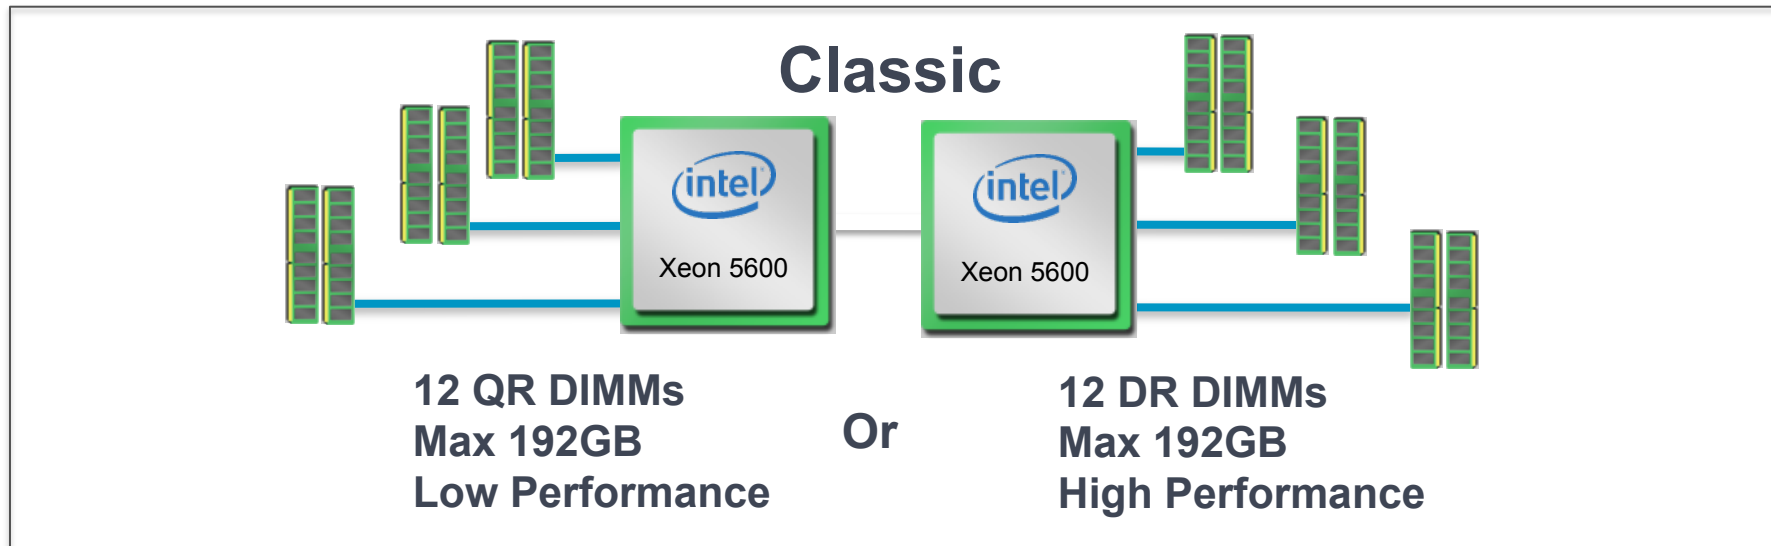 Classic
intel
Xeon 5600
intel
Xeon 5600
12 QR DIMMs
Max 192GB
Low Performance
Or
12 DR DIMMs
Max 192GB
High Performance